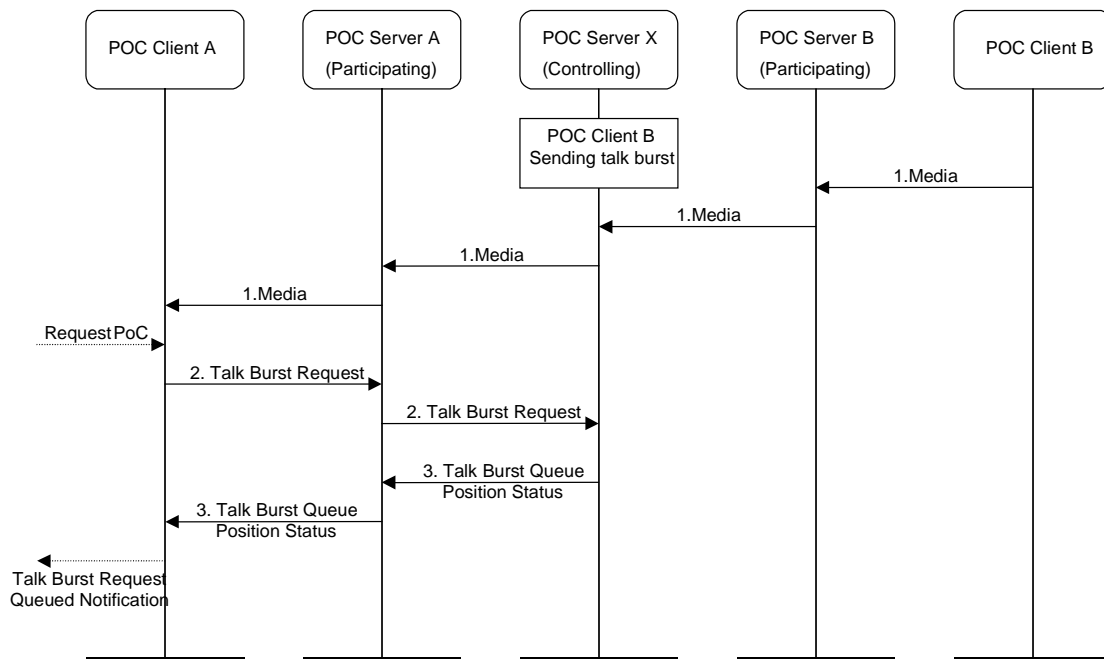 POC Client A
POC Server A
(Participating)
POC Server X
(Controlling)
POC Server B
(Participating)
POC Client B
POC Client B
Sending talk burst
1.Media
1.Media
1.Media
1.Media
Request PoC
2. Talk Burst Request
2. Talk Burst Request
3. Talk Burst Queue
Position Status
3. Talk Burst Queue
Position Status
Talk Burst Request
Queued Notification